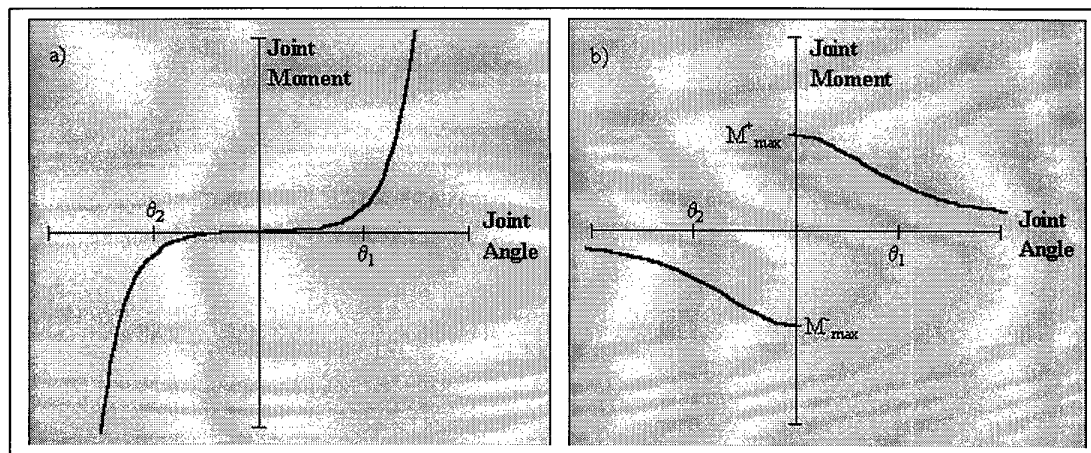 a)
Joint
Moment
θ₂
Joint
Angle
θ₁
b)
Joint
Moment
M⁺max
θ₂
Joint
Angle
θ₁
M⁻max